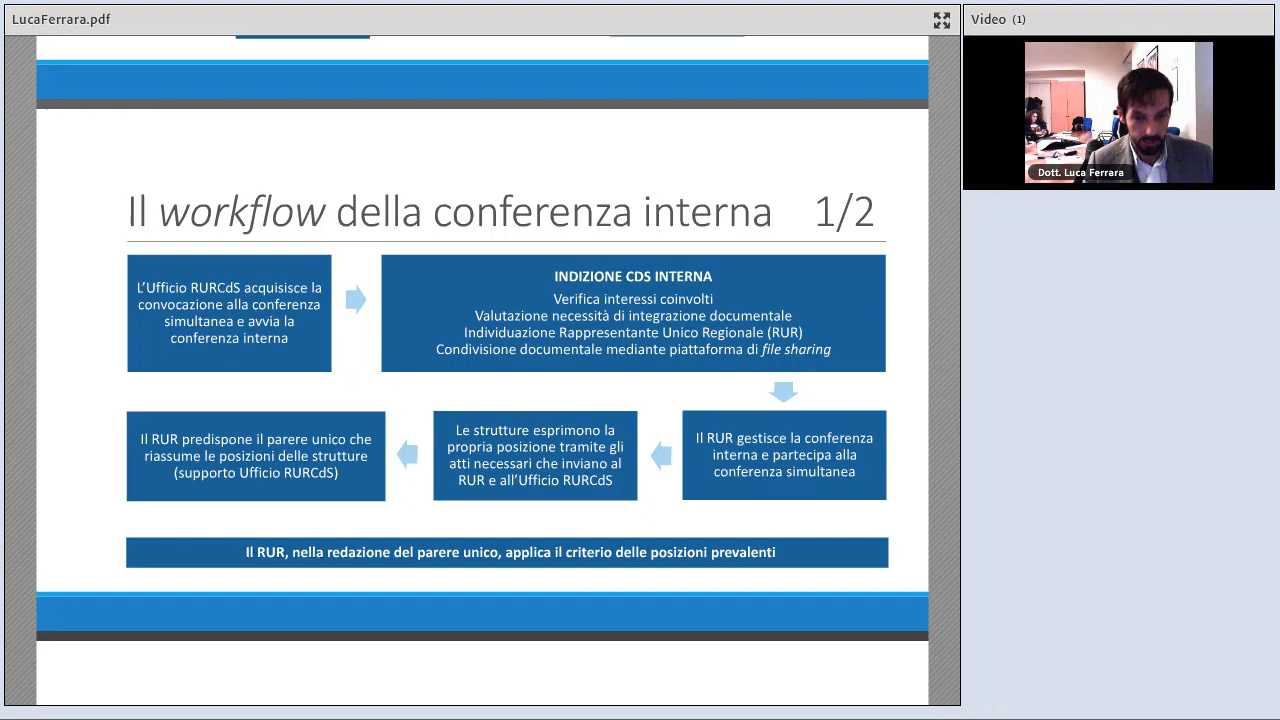 LucaFerrara.pdf
Video (1)
Dott. Luca Ferrara
Il workflow della conferenza interna 1/2
L'Ufficio RURCdS acquisisce la
convocazione alla conferenza
simultanea e avvia la
conferenza interna
INDIZIONE CDS INTERNA
Verifica interessi coinvolti
Valutazione necessità di integrazione documentale
Individuazione Rappresentante Unico Regionale (RUR)
Condivisione documentale mediante piattaforma di file sharing
Il RUR gestisce la conferenza
interna e partecipa alla
conferenza simultanea
Le strutture esprimono la
propria posizione tramite gli
atti necessari che inviano al
RUR e all'Ufficio RURCdS
Il RUR predispone il parere unico che
riassume le posizioni delle strutture
(supporto Ufficio RURCdS)
Il RUR, nella redazione del parere unico, applica il criterio delle posizioni prevalenti